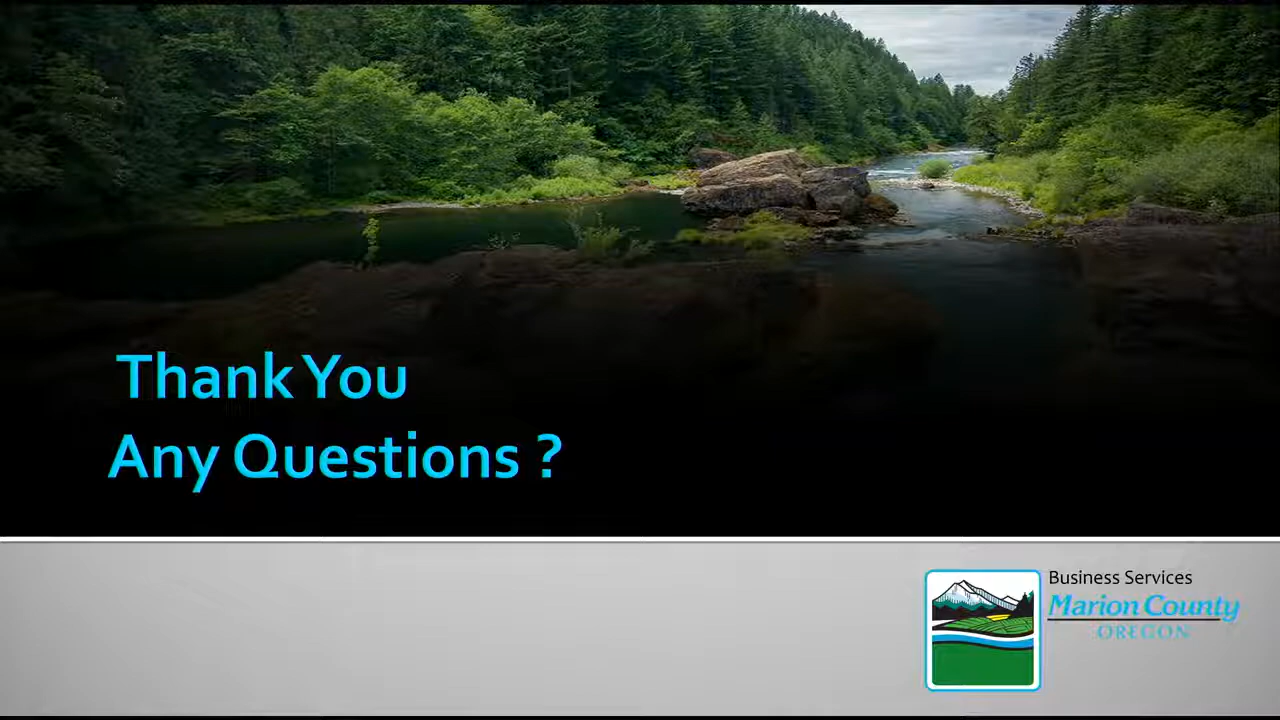 Thank You
Any Questions ?
Business Services
Marion County
OREGON